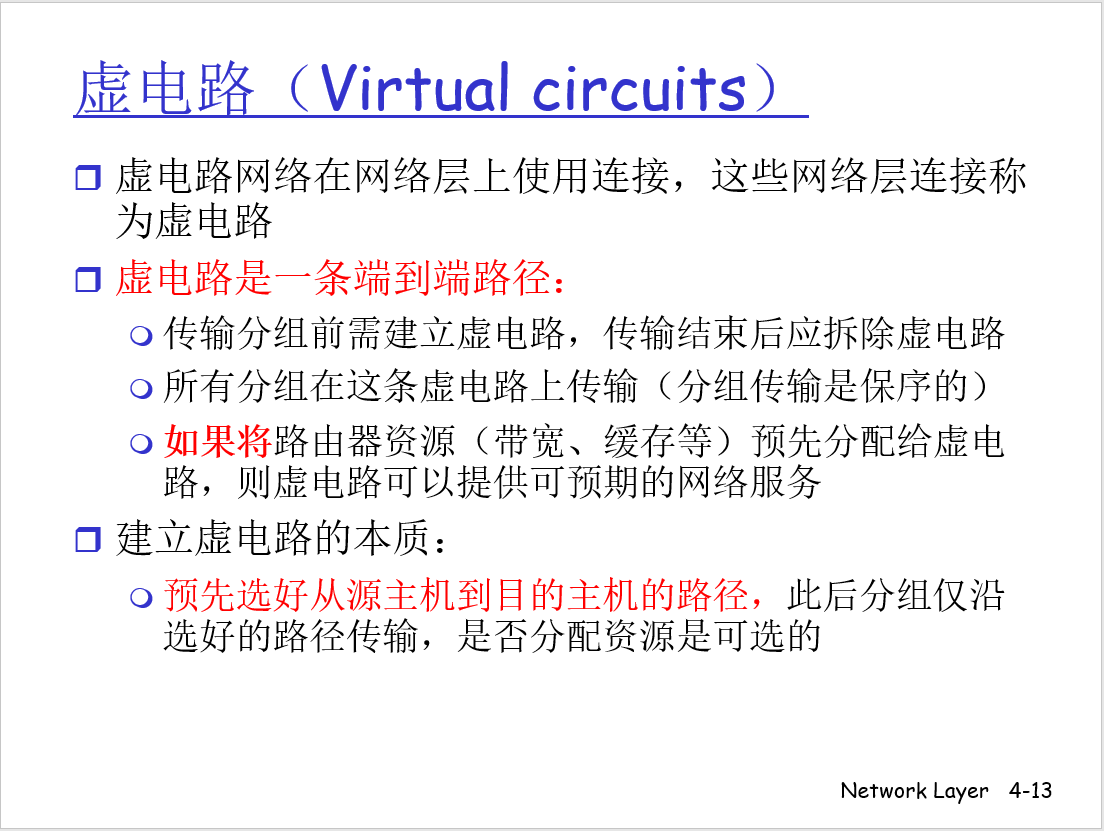 虚电路（Virtual circuits）
虚电路网络在网络层上使用连接，这些网络层连接称
为虚电路
虚电路是一条端到端路径：
传输分组前需建立虚电路，传输结束后应拆除虚电路
所有分组在这条虚电路上传输（分组传输是保序的）
如果将路由器资源（带宽、缓存等）预先分配给虚电
路，则虚电路可以提供可预期的网络服务
建立虚电路的本质：
预先选好从源主机到目的主机的路径，此后分组仅沿
选好的路径传输，是否分配资源是可选的
Network Layer 4-13